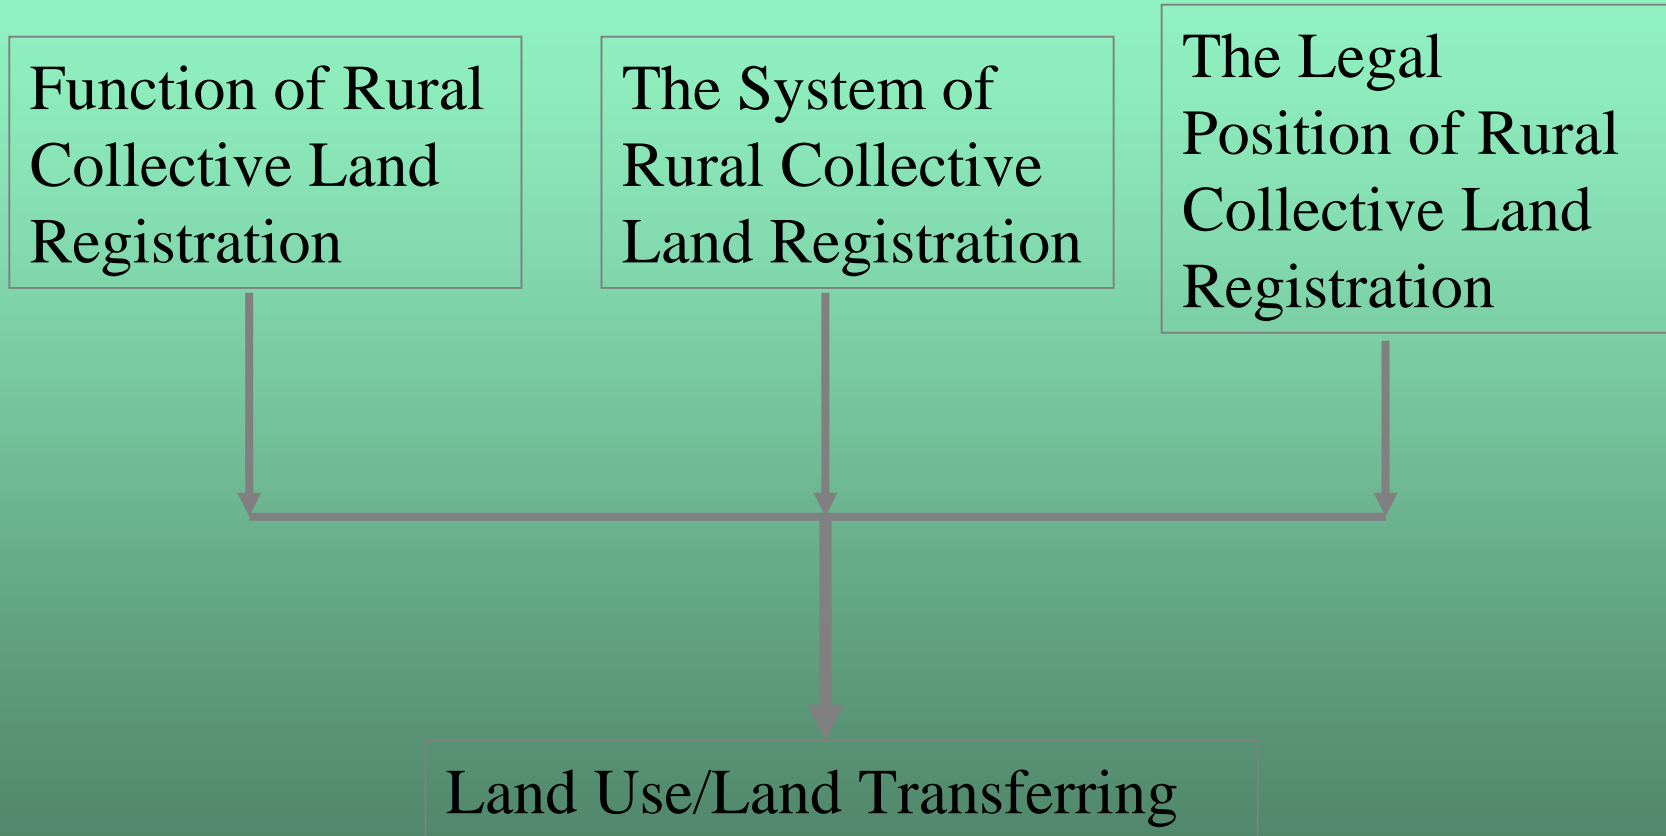 Function of Rural
Collective Land
Registration
The System of
Rural Collective
Land Registration
The Legal
Position of Rural
Collective Land
Registration
Land Use/Land Transferring